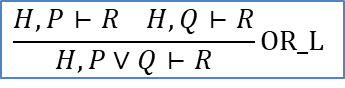 H, P ⊢ R    H, Q ⊢ R
OR_L
H, P ∨ Q ⊢ R